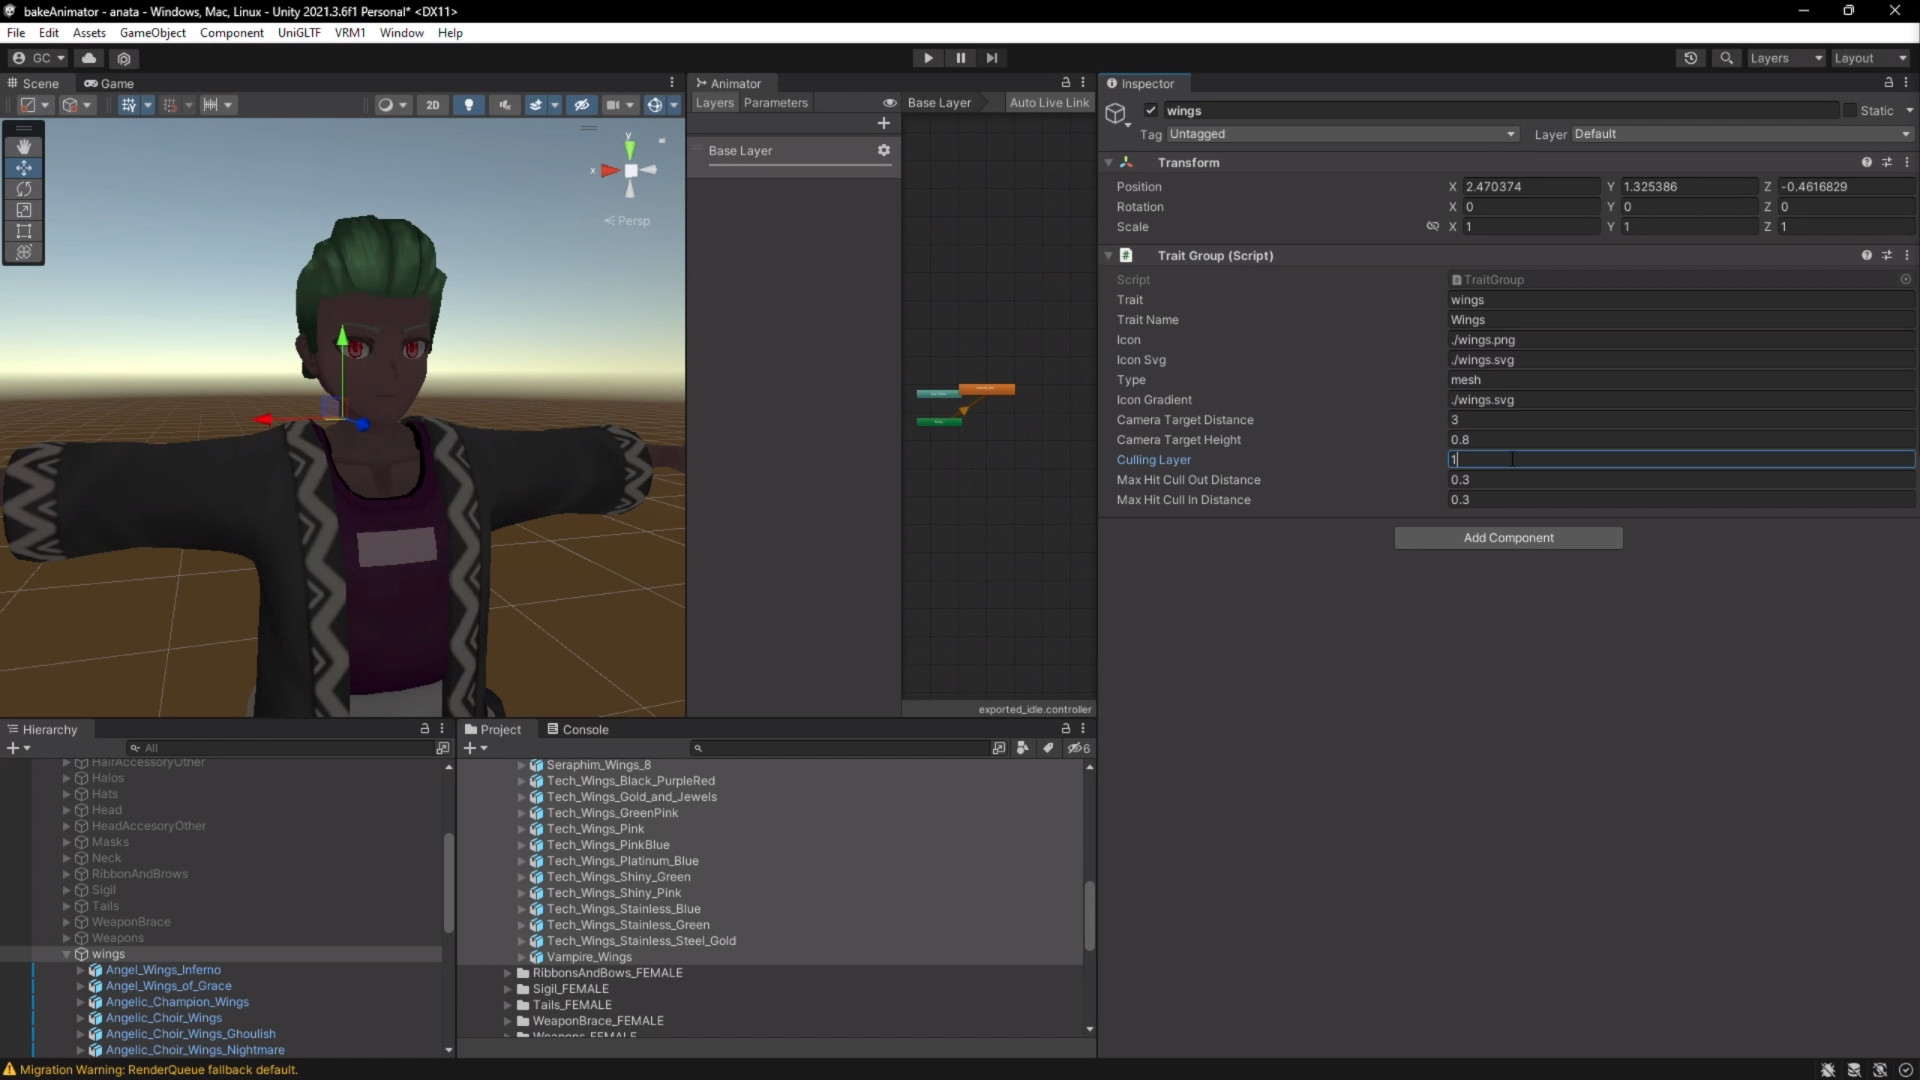 bakeAnimator - anata - Windows, Mac, Linux - Unity 2021.3.6f1 Personal* <DX11>
File Edit Assets GameObject Component UniGLTF VRM1 Window Help
GC
Layers Layout
Scene Game
2D
y
x
Persp
Animator
Layers Parameters
Base Layer Auto Live Link
Base Layer
exported_idle.controller
Inspector
wings Static
Tag Untagged Layer Default
Transform
Position X 2.470374 Y 1.325386 Z -0.4616829
Rotation X 0 Y 0 Z 0
Scale X 1 Y 1 Z 1
Trait Group (Script)
Script TraitGroup
Trait wings
Trait Name Wings
Icon ./wings.png
Icon Svg ./wings.svg
Type mesh
Icon Gradient ./wings.svg
Camera Target Distance 3
Camera Target Height 0.8
Culling Layer 1
Max Hit Cull Out Distance 0.3
Max Hit Cull In Distance 0.3
Add Component
Hierarchy
All
HairAccessoryOther
Halos
Hats
Head
HeadAccesoryOther
Masks
Neck
RibbonAndBrows
Sigil
Tails
WeaponBrace
Weapons
wings
Angel_Wings_Inferno
Angel_Wings_of_Grace
Angelic_Champion_Wings
Angelic_Choir_Wings
Angelic_Choir_Wings_Ghoulish
Angelic_Choir_Wings_Nightmare
Project Console
6
Seraphim_Wings_8
Tech_Wings_Black_PurpleRed
Tech_Wings_Gold_and_Jewels
Tech_Wings_GreenPink
Tech_Wings_Pink
Tech_Wings_PinkBlue
Tech_Wings_Platinum_Blue
Tech_Wings_Shiny_Green
Tech_Wings_Shiny_Pink
Tech_Wings_Stainless_Blue
Tech_Wings_Stainless_Green
Tech_Wings_Stainless_Steel_Gold
Vampire_Wings
RibbonsAndBows_FEMALE
Sigil_FEMALE
Tails_FEMALE
WeaponBrace_FEMALE
Weapons_FEMALE
Migration Warning: RenderQueue fallback default.